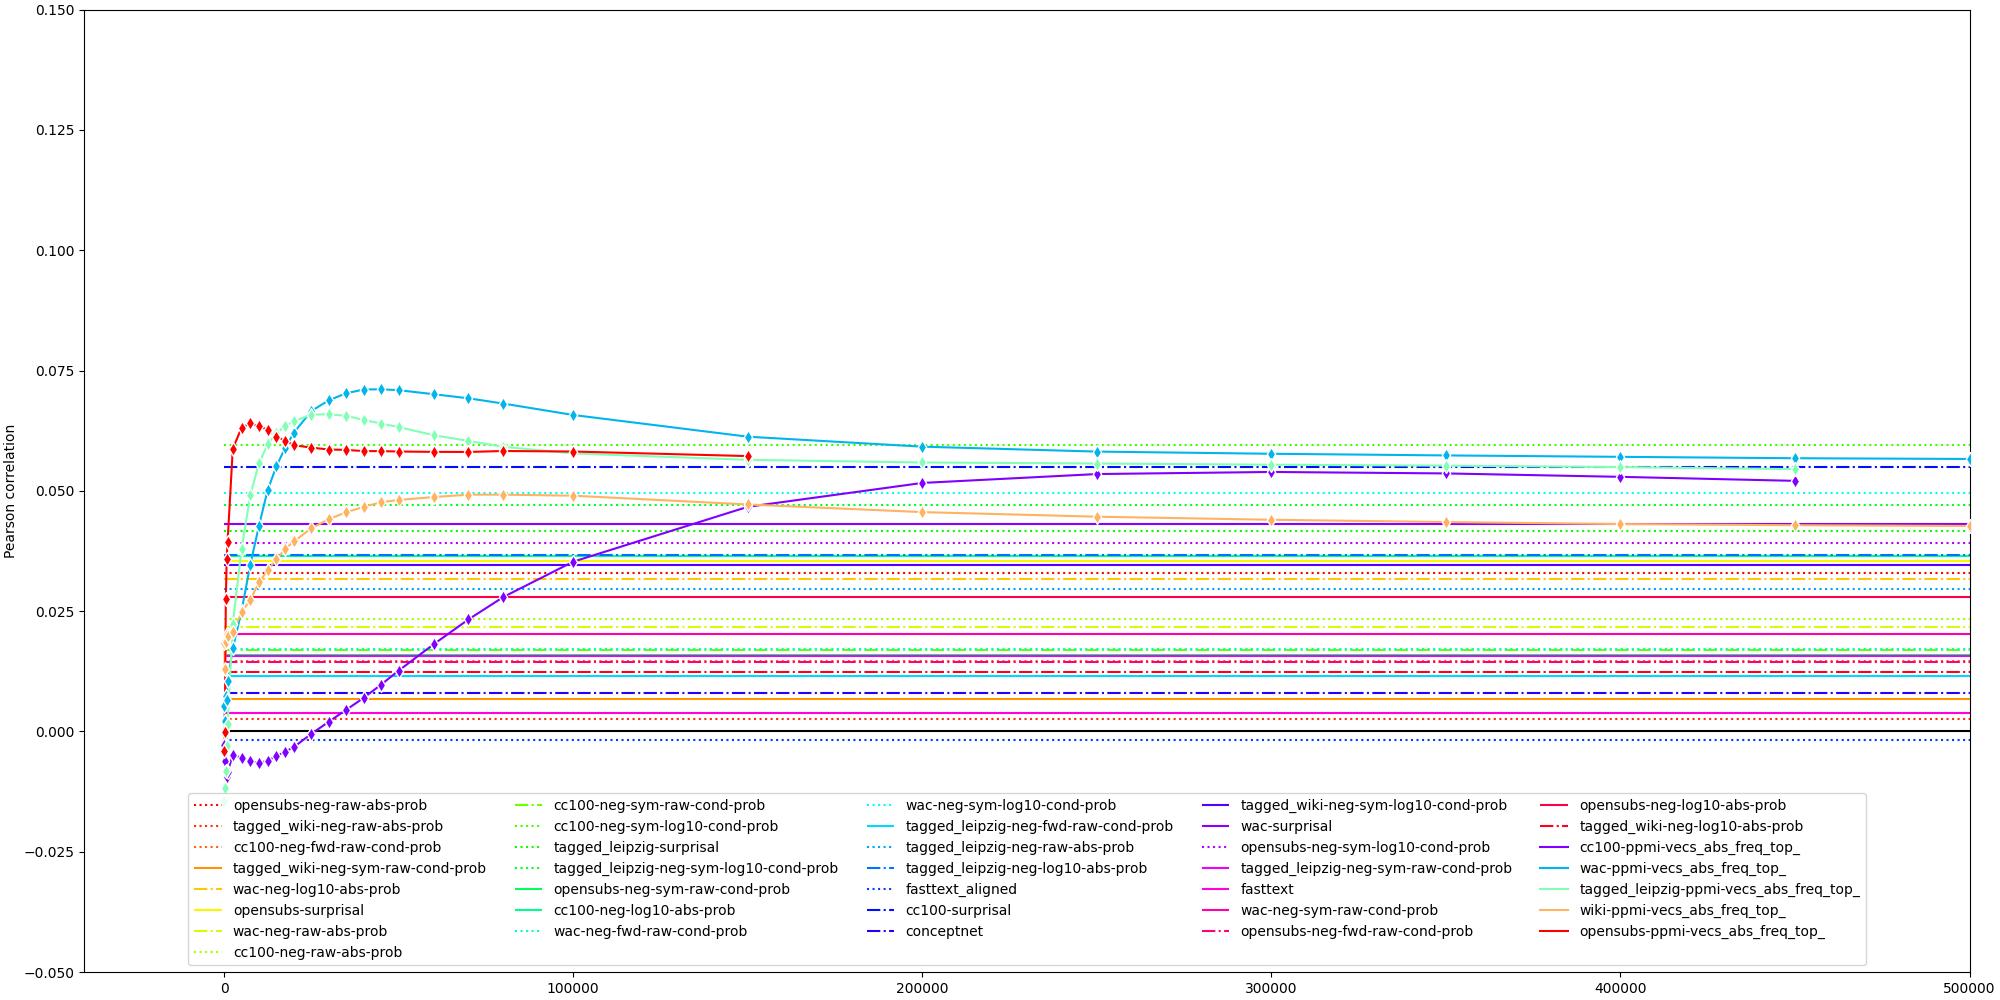 0.150
0.125
0.100
0.075
0.050
0.025
0.000
−0.025
−0.050
Pearson correlation
opensubs-neg-raw-abs-prob
tagged_wiki-neg-raw-abs-prob
cc100-neg-fwd-raw-cond-prob
tagged_wiki-neg-sym-raw-cond-prob
wac-neg-log10-abs-prob
opensubs-surprisal
wac-neg-raw-abs-prob
cc100-neg-raw-abs-prob
cc100-neg-sym-raw-cond-prob
cc100-neg-sym-log10-cond-prob
tagged_leipzig-surprisal
tagged_leipzig-neg-sym-log10-cond-prob
opensubs-neg-sym-raw-cond-prob
cc100-neg-log10-abs-prob
wac-neg-fwd-raw-cond-prob
wac-neg-sym-log10-cond-prob
tagged_leipzig-neg-fwd-raw-cond-prob
tagged_leipzig-neg-raw-abs-prob
tagged_leipzig-neg-log10-abs-prob
fasttext_aligned
cc100-surprisal
conceptnet
tagged_wiki-neg-sym-log10-cond-prob
wac-surprisal
opensubs-neg-sym-log10-cond-prob
tagged_leipzig-neg-sym-raw-cond-prob
fasttext
wac-neg-sym-raw-cond-prob
opensubs-neg-fwd-raw-cond-prob
opensubs-neg-log10-abs-prob
tagged_wiki-neg-log10-abs-prob
cc100-ppmi-vecs_abs_freq_top_
wac-ppmi-vecs_abs_freq_top_
tagged_leipzig-ppmi-vecs_abs_freq_top_
wiki-ppmi-vecs_abs_freq_top_
opensubs-ppmi-vecs_abs_freq_top_
0 100000 200000 300000 400000 500000